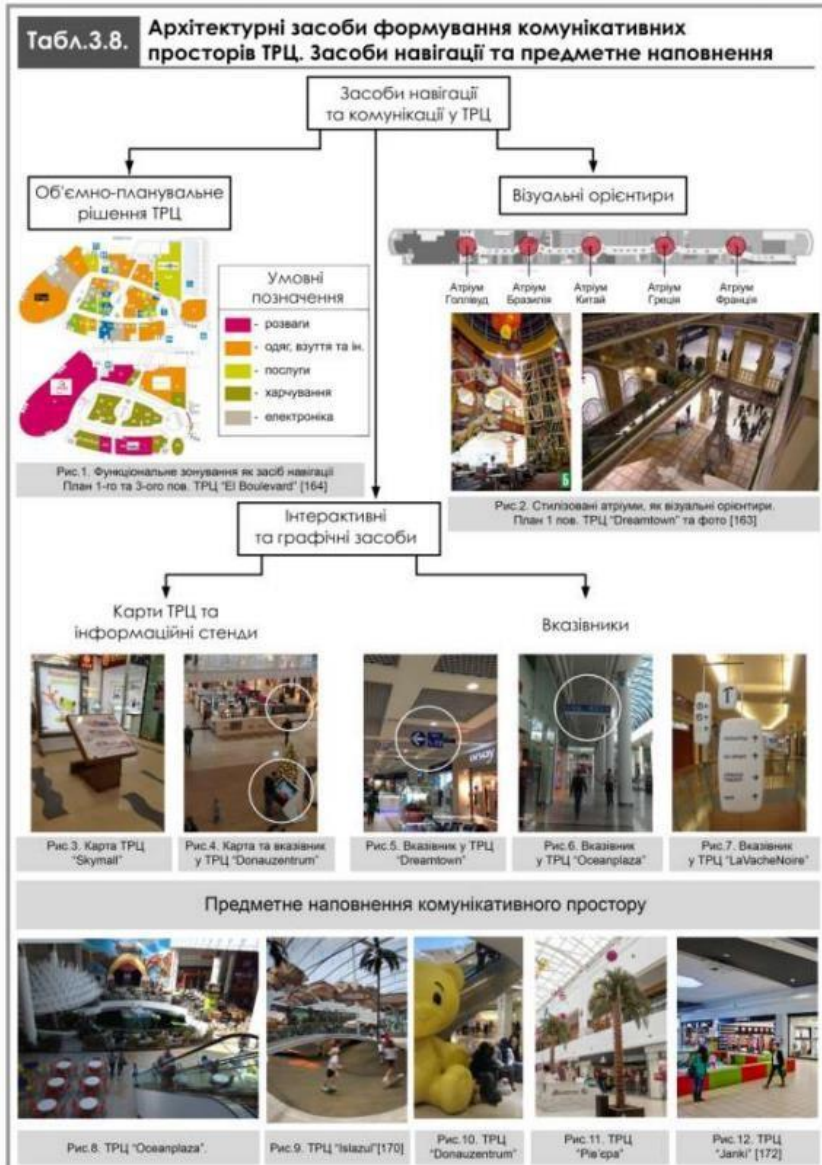 Табл.3.8.
Архітектурні засоби формування комунікативних
просторів ТРЦ. Засоби навігації та предметне наповнення
Засоби навігації
та комунікації у ТРЦ
Об'ємно-планувальне
рішення ТРЦ
Візуальні орієнтири
Умовні
позначення
- розваги
- одяг, взуття та ін.
- послуги
- харчування
- електроніка
Атріум
Голлівуд
Атріум
Бразилія
Атріум
Китай
Атріум
Греція
Атріум
Франція
Б
Рис.1. Функціональне зонування як засіб навігації
План 1-го та 3-ого пов. ТРЦ "El Boulevard" [164]
Рис.2. Стилізовані атріуми, як візуальні орієнтири.
План 1 пов. ТРЦ "Dreamtown" та фото [163]
Інтерактивні
та графічні засоби
Карти ТРЦ та
інформаційні стенди
Вказівники
Рис.3. Карта ТРЦ
"Skymall"
Рис.4. Карта та вказівник
у ТРЦ "Donauzentrum"
Рис.5. Вказівник у ТРЦ
"Dreamtown"
Рис.6. Вказівник
у ТРЦ "Oceanplaza"
Рис.7. Вказівник
у ТРЦ "LaVacheNoire"
Предметне наповнення комунікативного простору
Рис.8. ТРЦ "Oceanplaza".
Рис.9. ТРЦ "Islazul"[170]
Рис.10. ТРЦ
"Donauzentrum"
Рис.11. ТРЦ
"Рів'єра"
Рис.12. ТРЦ
"Janki" [172]